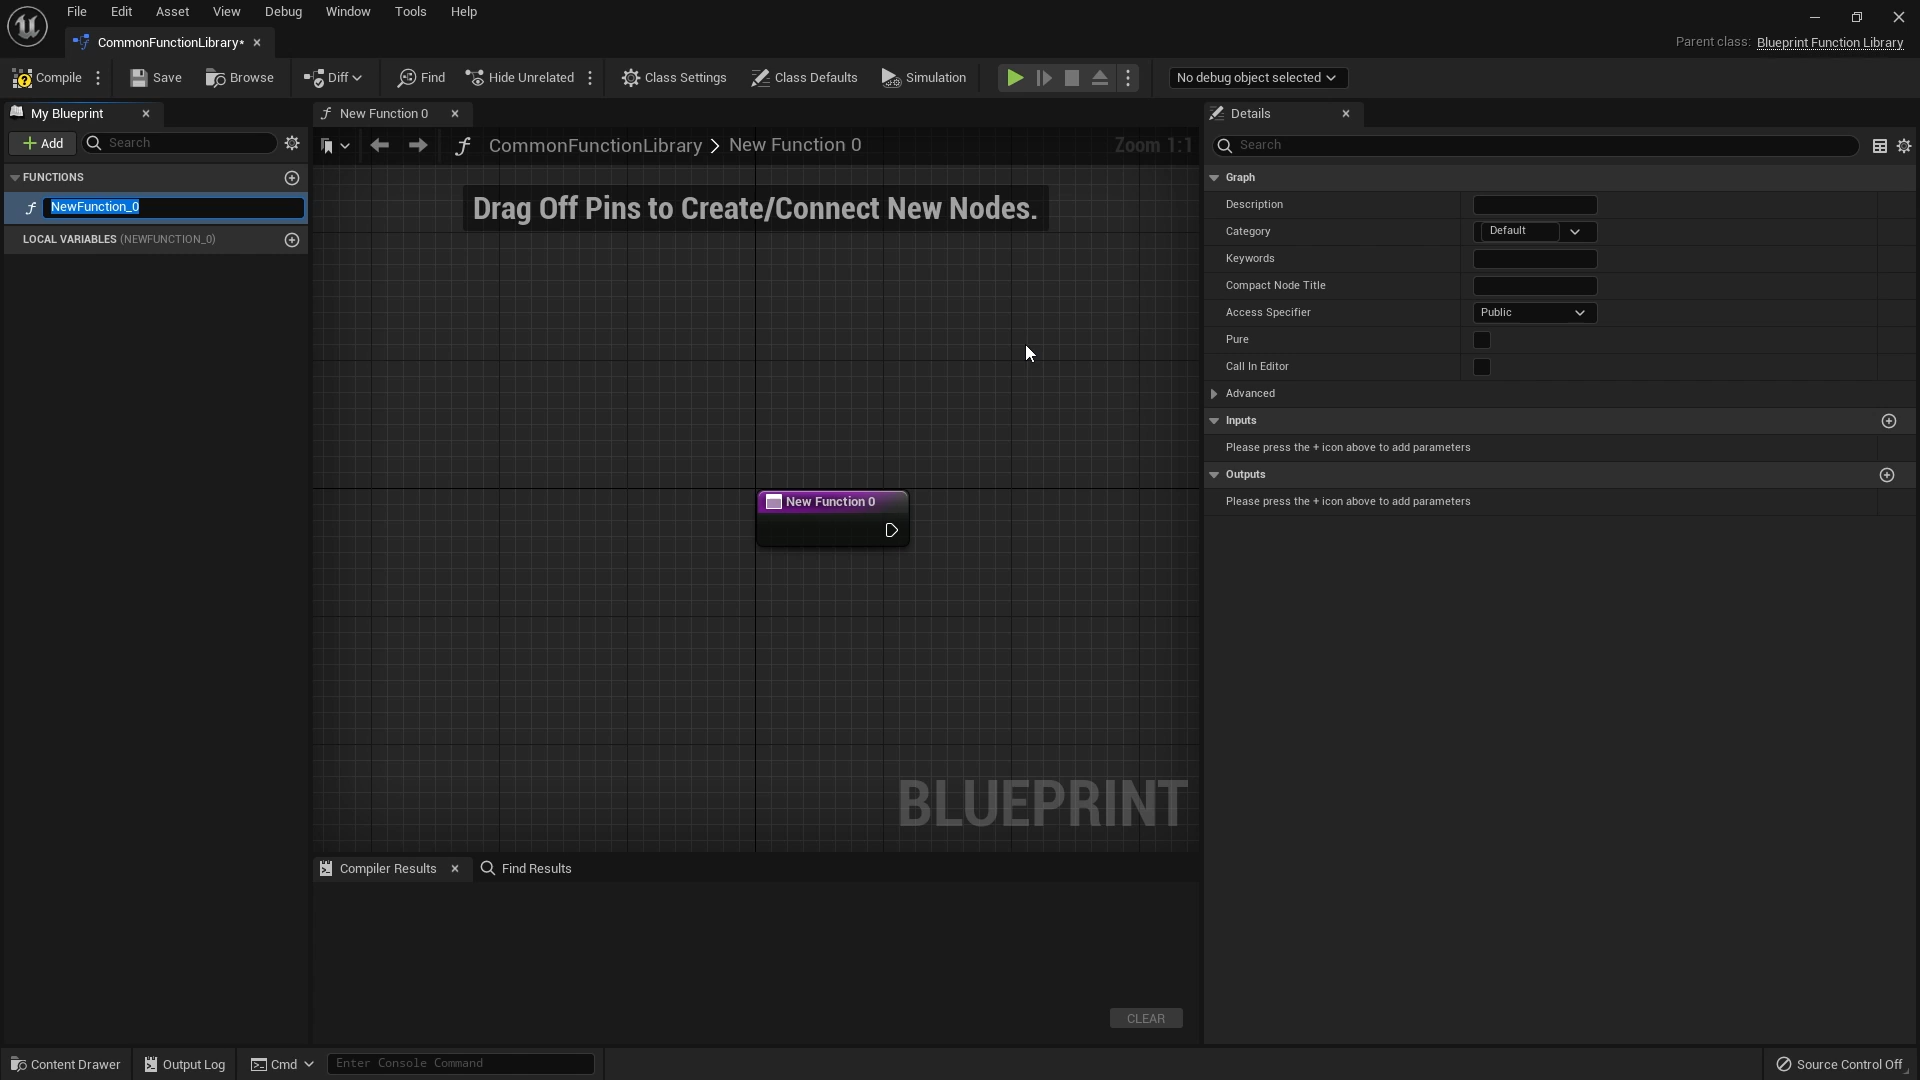 File Edit Asset View Debug Window Tools Help
CommonFunctionLibrary*
Parent class: Blueprint Function Library
Compile Save Browse Diff Find Hide Unrelated Class Settings Class Defaults Simulation No debug object selected
My Blueprint
Add Search
FUNCTIONS
NewFunction_0
LOCAL VARIABLES (NEWFUNCTION_0)
New Function 0
CommonFunctionLibrary > New Function 0 Zoom 1:1
Drag Off Pins to Create/Connect New Nodes.
New Function 0
BLUEPRINT
Compiler Results Find Results
CLEAR
Details
Search
Graph
Description
Category Default
Keywords
Compact Node Title
Access Specifier Public
Pure
Call In Editor
Advanced
Inputs
Please press the + icon above to add parameters
Outputs
Please press the + icon above to add parameters
Content Drawer Output Log Cmd Enter Console Command Source Control Off